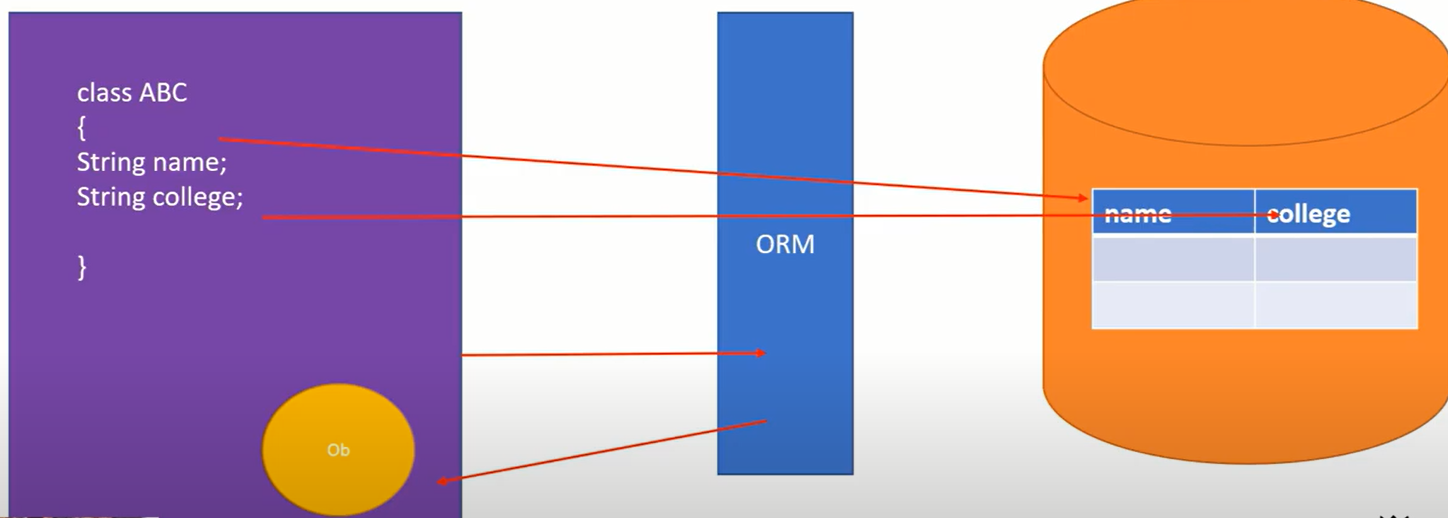 class ABC
{
String name;
String college;
}
Ob
ORM
name college